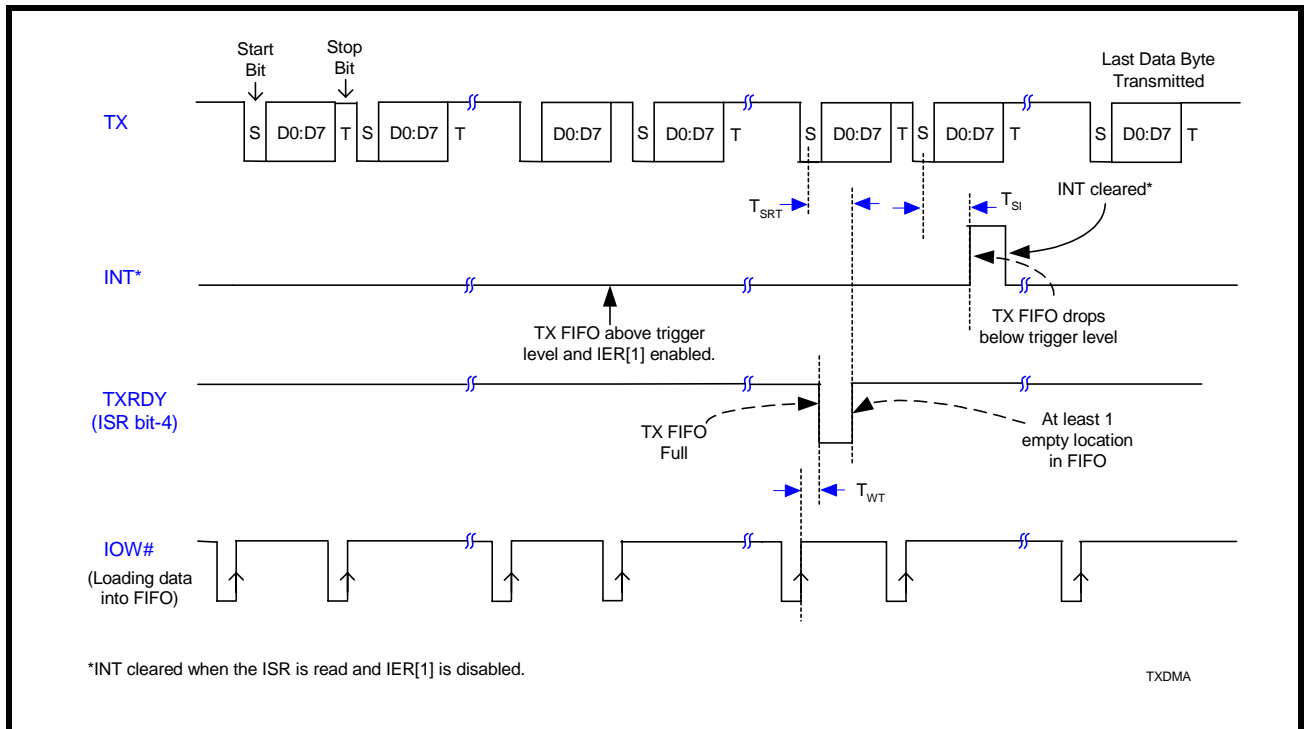 Start
Bit
Stop
Bit
Last Data Byte
Transmitted
TX
S D0:D7 T S D0:D7 T D0:D7 S D0:D7 T S D0:D7 T S D0:D7 T S D0:D7 T
INT cleared*
TSRT
TSI
INT*
TX FIFO above trigger
level and IER[1] enabled.
TX FIFO drops
below trigger level
TXRDY
(ISR bit-4)
TX FIFO
Full
At least 1
empty location
in FIFO
TWT
IOW#
(Loading data
into FIFO)
*INT cleared when the ISR is read and IER[1] is disabled.
TXDMA